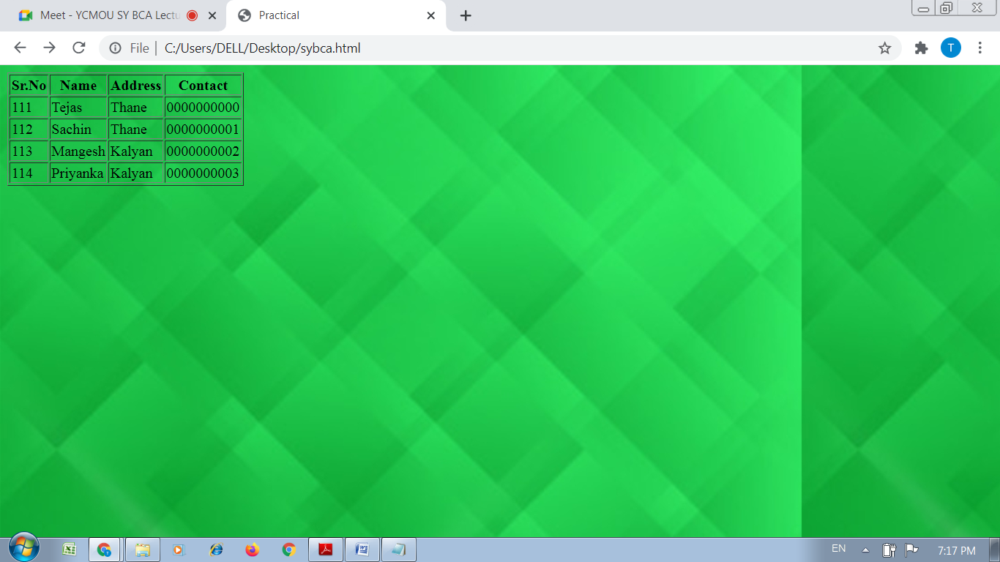 Meet - YCMOU SY BCA Lectu
Practical
File | C:/Users/DELL/Desktop/sybca.html
T
Sr.No Name Address Contact
111 Tejas Thane 0000000000
112 Sachin Thane 0000000001
113 Mangesh Kalyan 0000000002
114 Priyanka Kalyan 0000000003
EN 7:17 PM